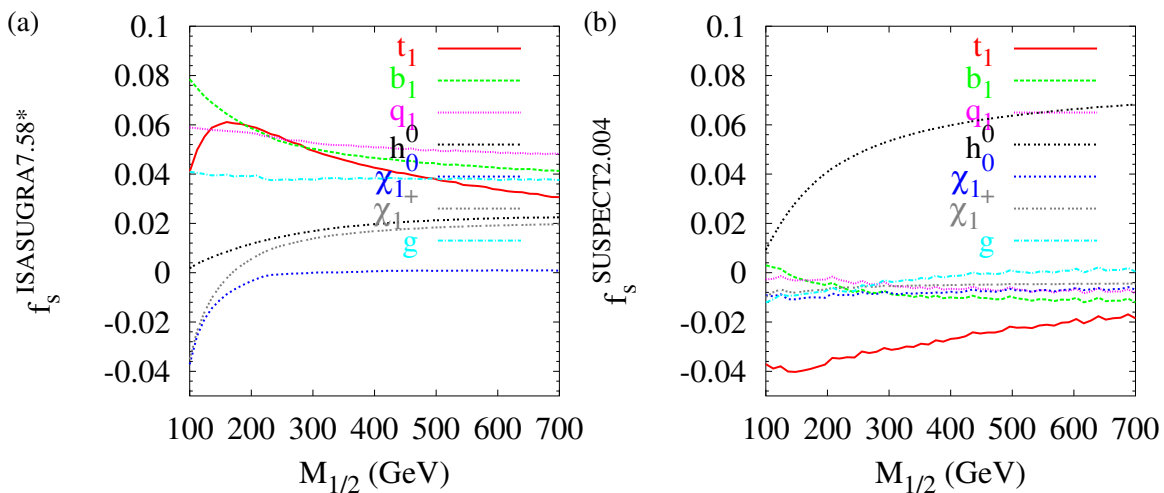 (a)
f_s^ISASUGRA7.58*
0.1
0.08
0.06
0.04
0.02
0
-0.02
-0.04
100 200 300 400 500 600 700
M_1/2 (GeV)
t_1
b_1
q_1
h^0
χ_1^0
χ_1^+
g
(b)
f_s^SUSPECT2.004
0.1
0.08
0.06
0.04
0.02
0
-0.02
-0.04
100 200 300 400 500 600 700
M_1/2 (GeV)
t_1
b_1
q_1
h^0
χ_1^0
χ_1^+
g